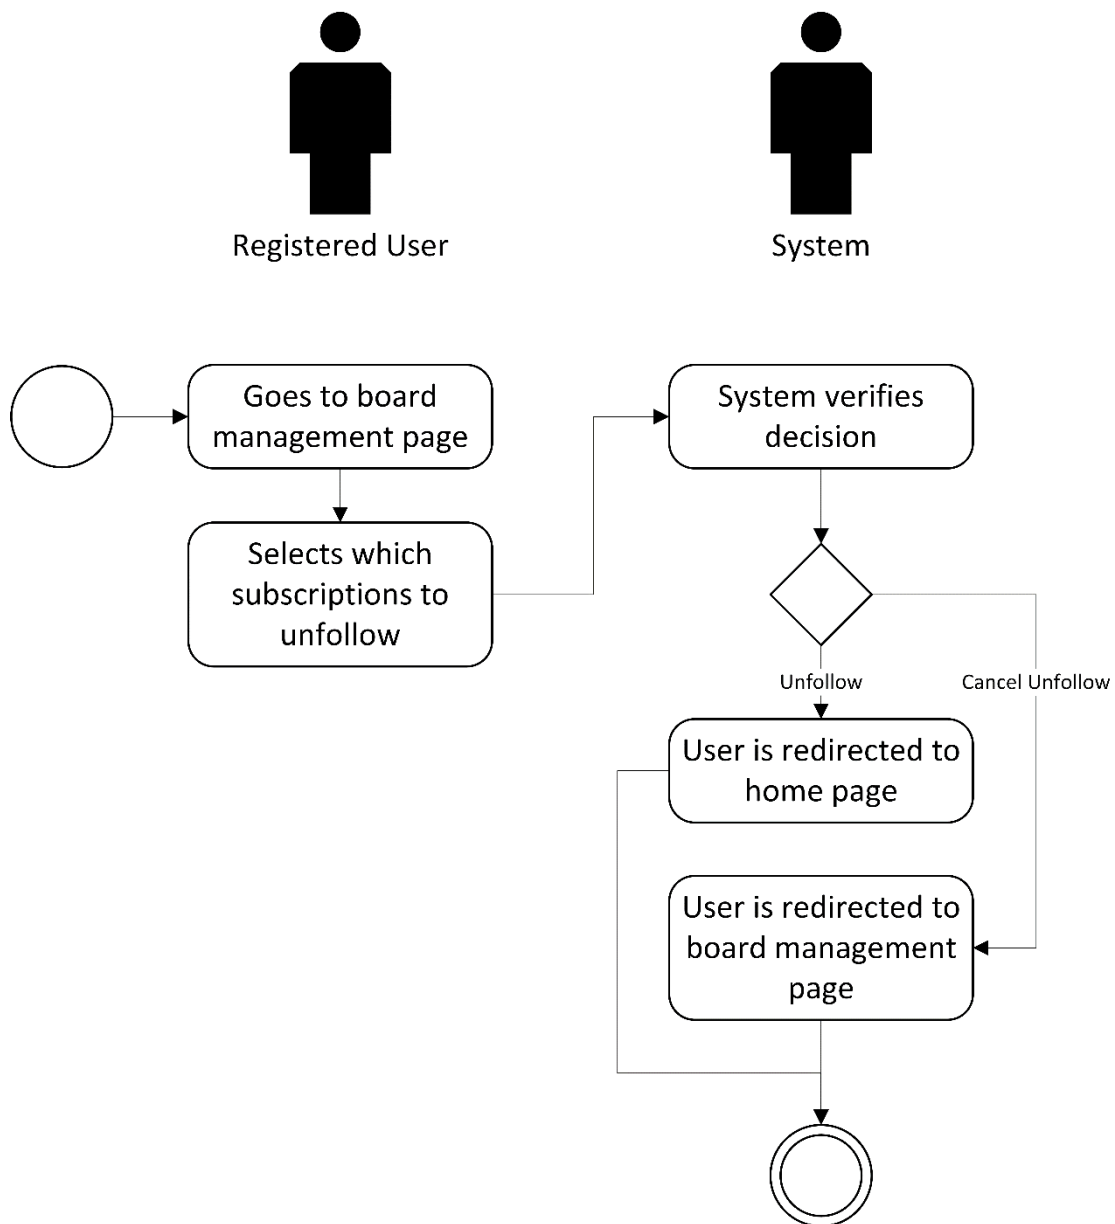 Registered User
System
Goes to board
management page
System verifies
decision
Selects which
subscriptions to
unfollow
Unfollow
Cancel Unfollow
User is redirected to
home page
User is redirected to
board management
page